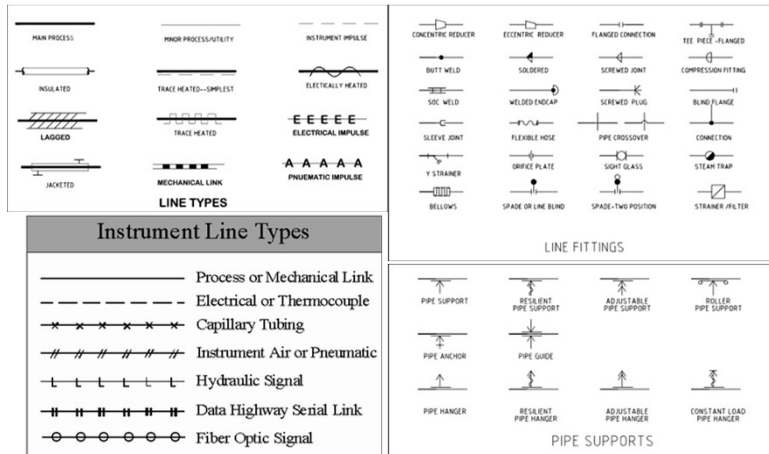 MAIN PROCESS
MINOR PROCESS/UTILITY
INSTRUMENT IMPULSE
INSULATED
TRACE HEATED--SIMPLEST
ELECTICALLY HEATED
LAGGED
TRACE HEATED
E E E E E
ELECTRICAL IMPULSE
JACKETED
MECHANICAL LINK
A A A A A
PNUEMATIC IMPULSE
LINE TYPES
CONCENTRIC REDUCER
ECCENTRIC REDUCER
FLANGED CONNECTION
TEE PIECE-FLANGED
BUTT WELD
SOLDERED
SCREWED JOINT
COMPRESSION FITTING
SOC WELD
WELDED ENDCAP
SCREWED PLUG
BLIND FLANGE
SLEEVE JOINT
FLEXIBLE HOSE
PIPE CROSSOVER
CONNECTION
Y STRAINER
ORIFICE PLATE
SIGHT GLASS
STEAM TRAP
BELLOWS
SPADE OR LINE BLIND
SPADE-TWO POSITION
STRAINER /FILTER
LINE FITTINGS
Instrument Line Types
Process or Mechanical Link
Electrical or Thermocouple
Capillary Tubing
Instrument Air or Pneumatic
L L L L L L
Hydraulic Signal
Data Highway Serial Link
Fiber Optic Signal
PIPE SUPPORT
RESILIENT
PIPE SUPPORT
ADJUSTABLE
PIPE SUPPORT
ROLLER
PIPE SUPPORT
PIPE ANCHOR
PIPE GUIDE
PIPE HANGER
RESILIENT
PIPE HANGER
ADJUSTABLE
PIPE HANGER
CONSTANT LOAD
PIPE HANGER
PIPE SUPPORTS